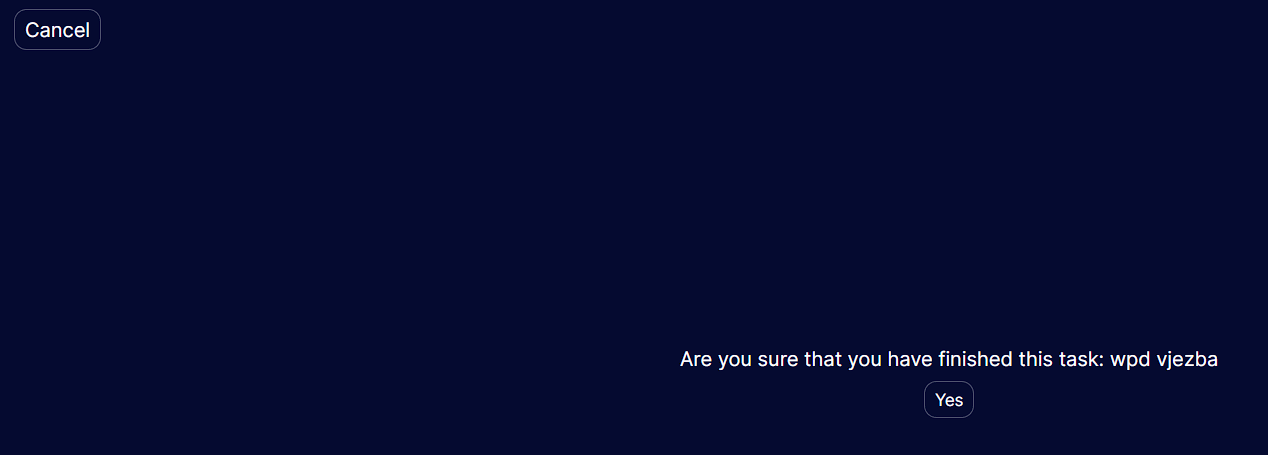 Cancel
Are you sure that you have finished this task: wpd vjezba
Yes